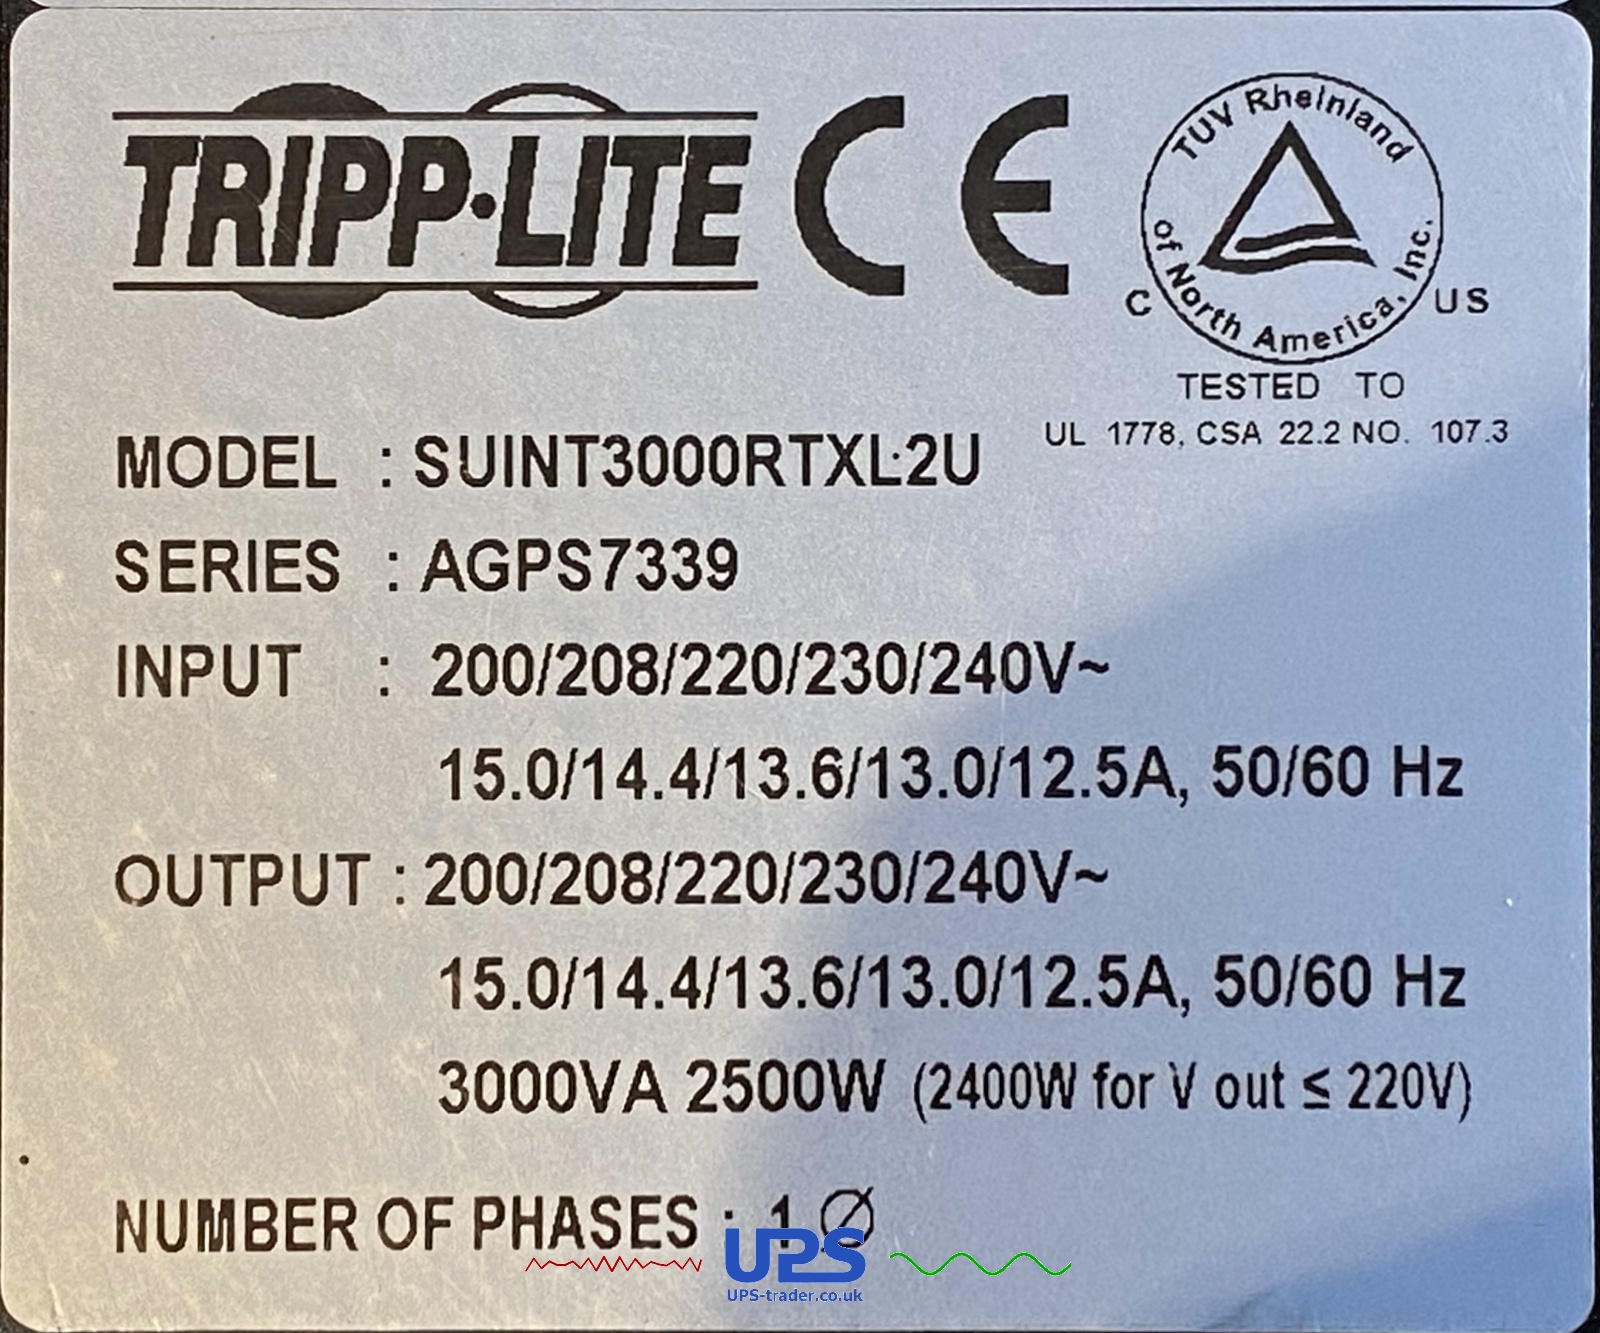 TRIPP·LITE CE
TUV Rheinland
of North America, Inc.
C US
TESTED TO
UL 1778, CSA 22.2 NO. 107.3
MODEL : SUINT3000RTXL2U
SERIES : AGPS7339
INPUT : 200/208/220/230/240V~
15.0/14.4/13.6/13.0/12.5A, 50/60 Hz
OUTPUT : 200/208/220/230/240V~
15.0/14.4/13.6/13.0/12.5A, 50/60 Hz
3000VA 2500W (2400W for V out ≤ 220V)
NUMBER OF PHASES : 1 Ø
UPS
UPS-trader.co.uk